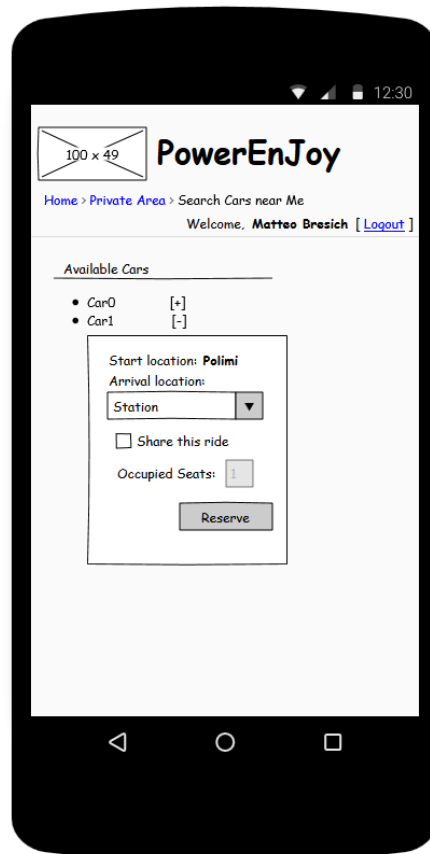 12:30
100 x 49
PowerEnJoy
Home > Private Area > Search Cars near Me
Welcome, Matteo Bresich [ Logout ]
Available Cars
• Car0 [+]
• Car1 [-]
Start location: Polimi
Arrival location:
Station
Share this ride
Occupied Seats: 1
Reserve